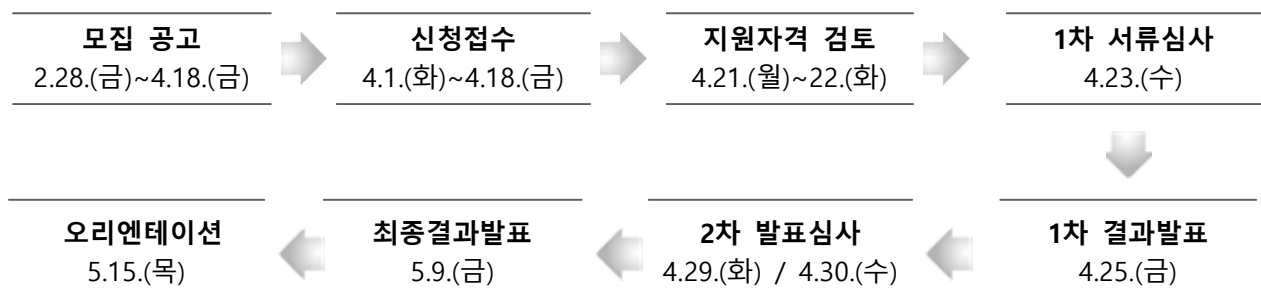 모집 공고
2.28.(금)~4.18.(금)
신청접수
4.1.(화)~4.18.(금)
지원자격 검토
4.21.(월)~22.(화)
1차 서류심사
4.23.(수)
1차 결과발표
4.25.(금)
2차 발표심사
4.29.(화) / 4.30.(수)
최종결과발표
5.9.(금)
오리엔테이션
5.15.(목)